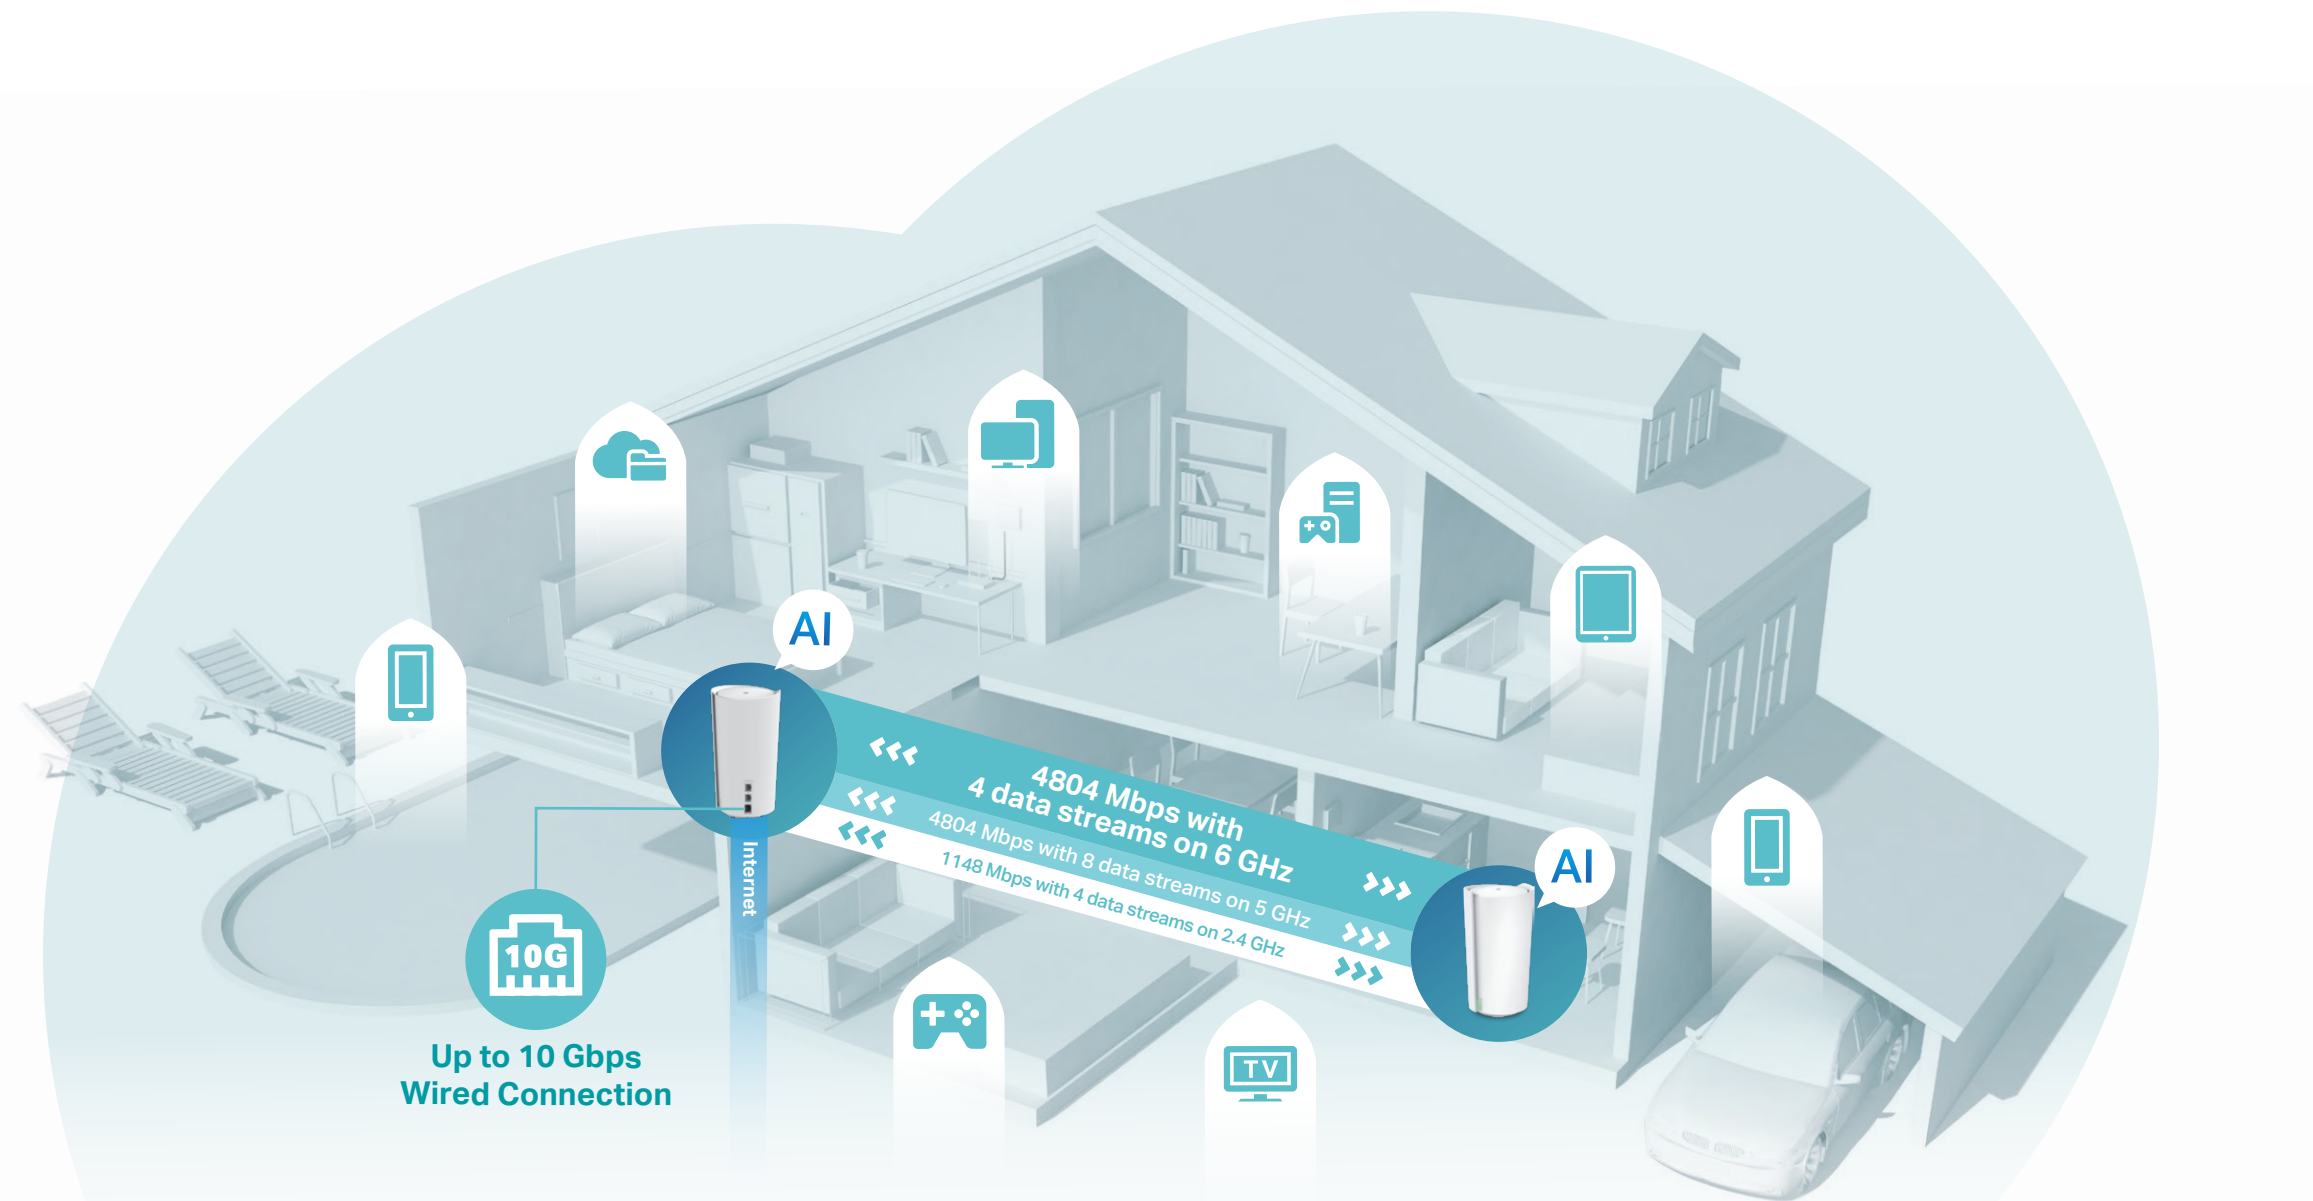 AI
4804 Mbps with
4 data streams on 6 GHz
4804 Mbps with 8 data streams on 5 GHz
1148 Mbps with 4 data streams on 2.4 GHz
AI
Internet
10G
Up to 10 Gbps
Wired Connection
TV